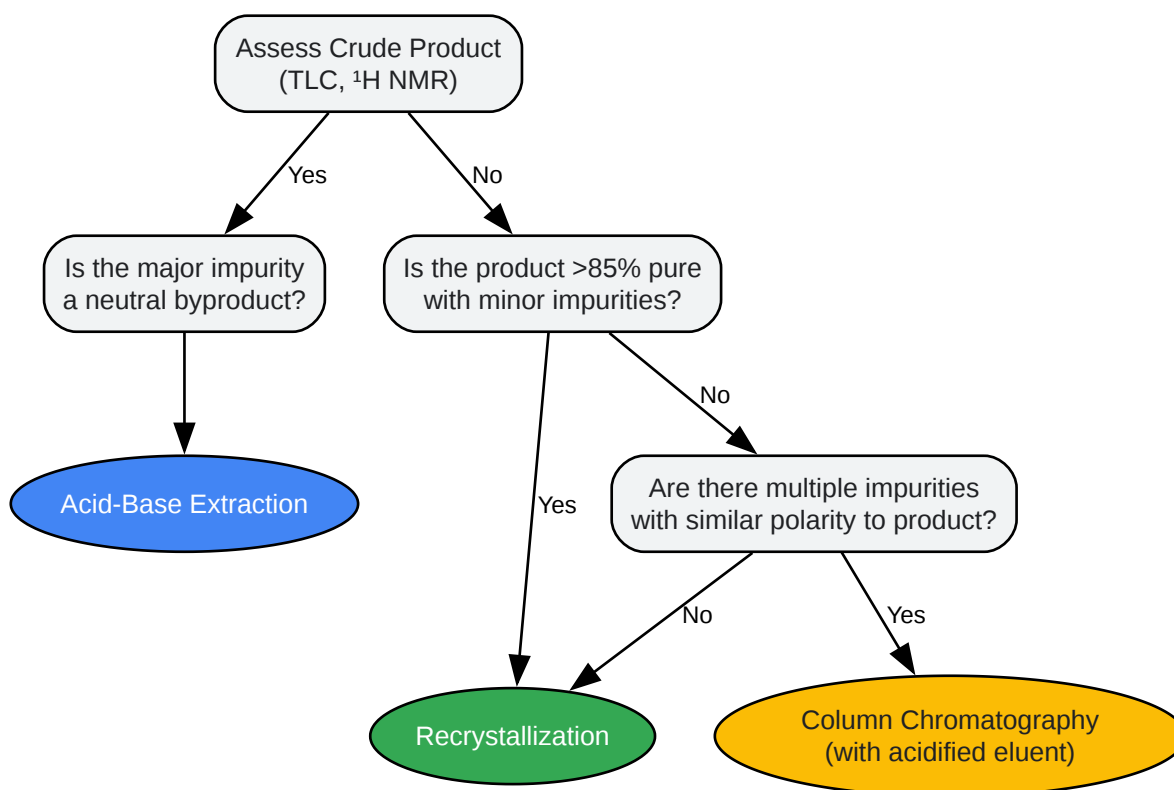 Assess Crude Product
(TLC, ¹H NMR)
Yes
No
Is the major impurity
a neutral byproduct?
Is the product >85% pure
with minor impurities?
No
Acid-Base Extraction
Yes
Are there multiple impurities
with similar polarity to product?
No
Yes
Recrystallization
Column Chromatography
(with acidified eluent)